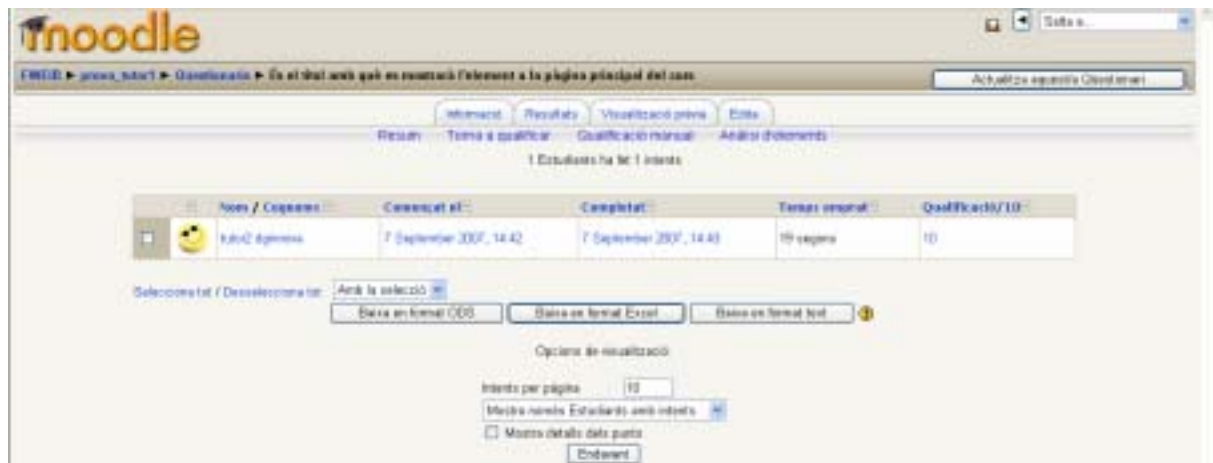 moodle
Salta a...
FWEID ► prova_tutor1 ► Qüestionaris ► És el títol amb què es mostrarà l'element a la pàgina principal del curs
Actualitza aquest/a Qüestionari
Informació Resultats Visualització prèvia Edita
Resum Torna a qualificar Qualificació manual Anàlisi d'elements
1 Estudiants ha fet 1 intents
Nom / Cognoms Començat el Completat Temps emprat Qualificació/10
7 September 2007, 14:42 7 September 2007, 14:43 19 segons 10
Selecciona tot / Desselecciona tot Amb la selecció
Baixa en format ODS Baixa en format Excel Baixa en format text
Opcions de visualització
Intents per pàgina 10
Mostra només Estudiants amb intents
Mostra detalls dels punts
Endavant